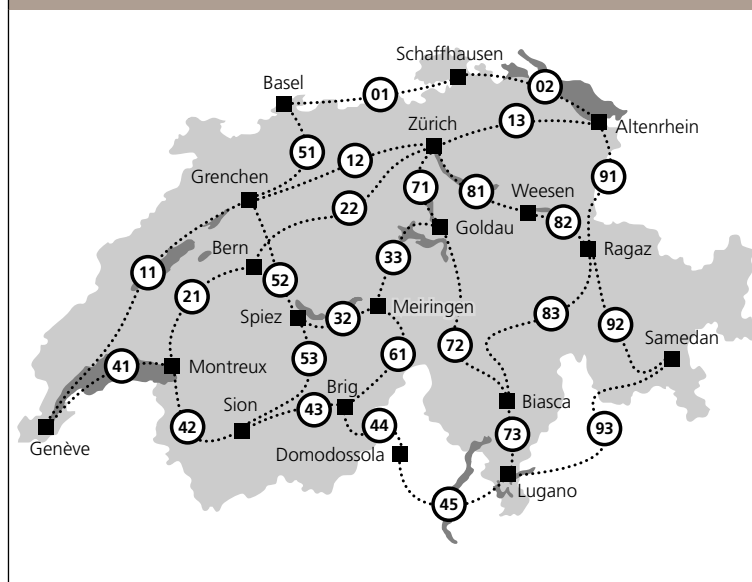 Schaffhausen
Basel
01
02
Zürich
13
Altenrhein
51
12
Grenchen
71
81
Weesen
91
22
82
Goldau
Bern
33
Ragaz
11
52
21
Spiez
32
Meiringen
83
92
Samedan
53
61
72
41
Montreux
Brig
Biasca
42
Sion
43
44
73
93
Genève
Domodossola
Lugano
45